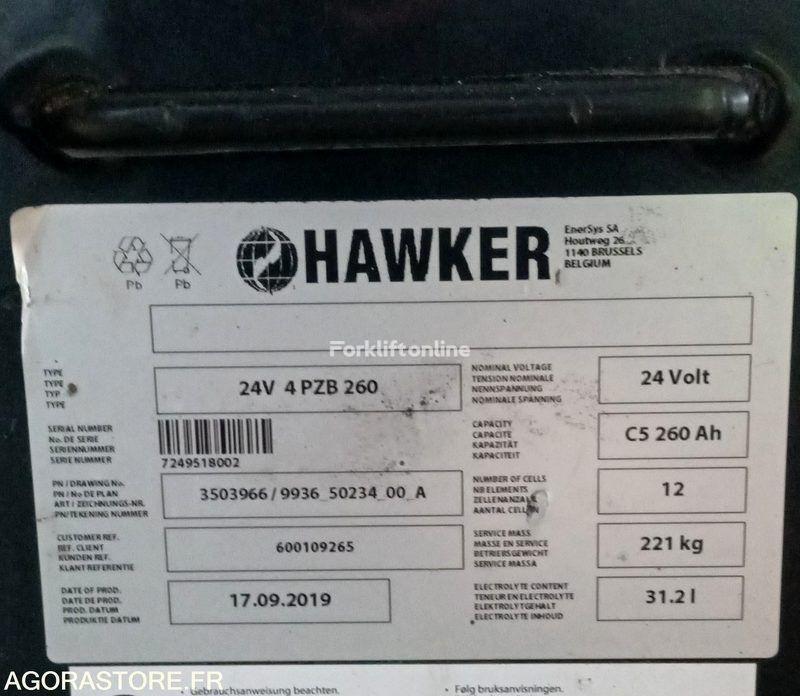 HAWKER
EnerSys SA
Houtweg 26
1140 BRUSSELS
BELGIUM
Pb Pb
Forkliftonline
TYPE
TYPE
TYP
TYPE
24V 4 PZB 260
NOMINAL VOLTAGE
TENSION NOMINALE
NENNSPANNUNG
NOMINALE SPANNING
24 Volt
SERIAL NUMBER
No. DE SERIE
SERIENNUMMER
SERIE NUMMER
7249518002
CAPACITY
CAPACITE
KAPAZITÄT
KAPACITEIT
C5 260 Ah
PN / DRAWING No.
PN / No DE PLAN
ART / ZEICHNUNGS-NR.
PN/TEKENING NUMMER
3503966 / 9936_50234_00_A
NUMBER OF CELLS
NB ELEMENTS
ZELLENANZAHL
AANTAL CELLEN
12
CUSTOMER REF.
REF. CLIENT
KUNDEN REF.
KLANT REFERENTIE
600109265
SERVICE MASS
MASSE EN SERVICE
BETRIEBSGEWICHT
SERVICE MASSA
221 kg
DATE OF PROD.
DATE DE PROD.
PROD. DATUM
PRODUKTIE DATUM
17.09.2019
ELECTROLYTE CONTENT
TENEUR EN ELECTROLYTE
ELEKTROLYTGEHALT
ELECTROLYTE INHOUD
31.2 l
• Gebrauchsanweisung beachten.
• Følg bruksanvisningen.
AGORASTORE.FR